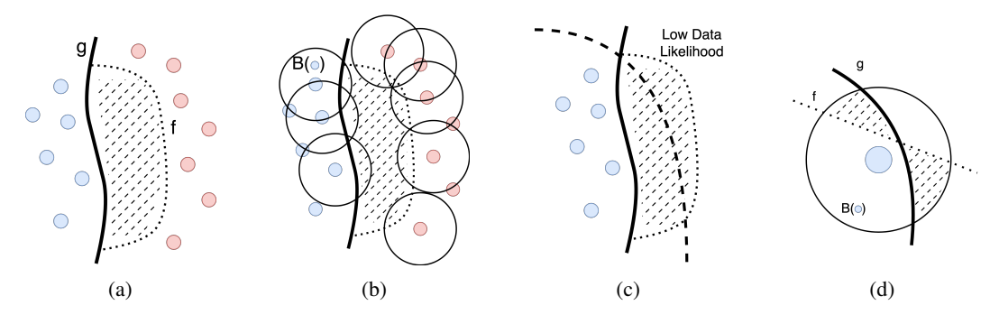 g
f
(a)
B( )
(b)
Low Data
Likelihood
(c)
g
f
B( )
(d)